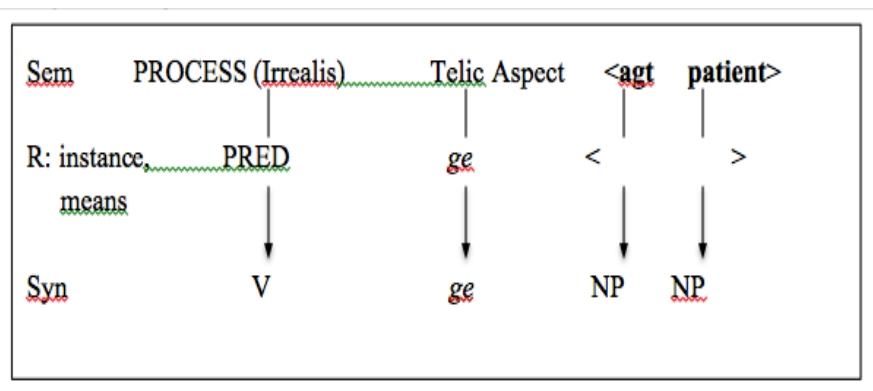 Sem PROCESS (Irrealis) Telic Aspect <agt patient>
R: instance, PRED ge < >
means
Syn V ge NP NP